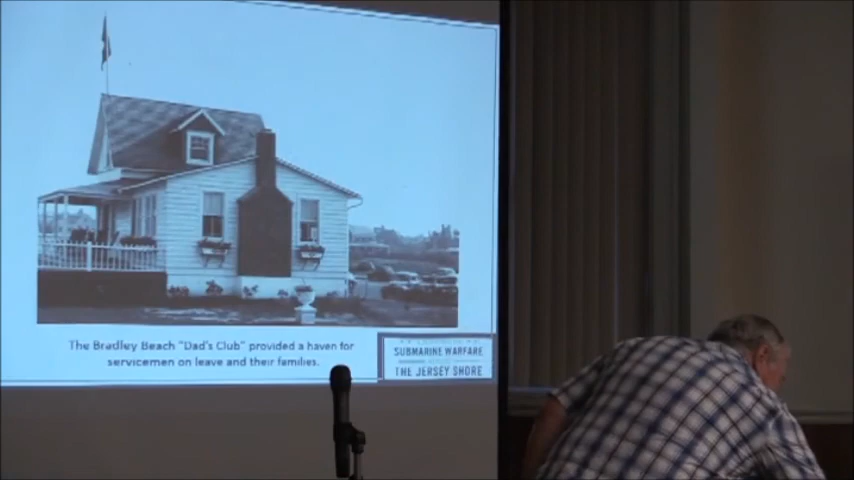 The Bradley Beach "Dad's Club" provided a haven for
servicemen on leave and their families.
SUBMARINE WARFARE
THE JERSEY SHORE